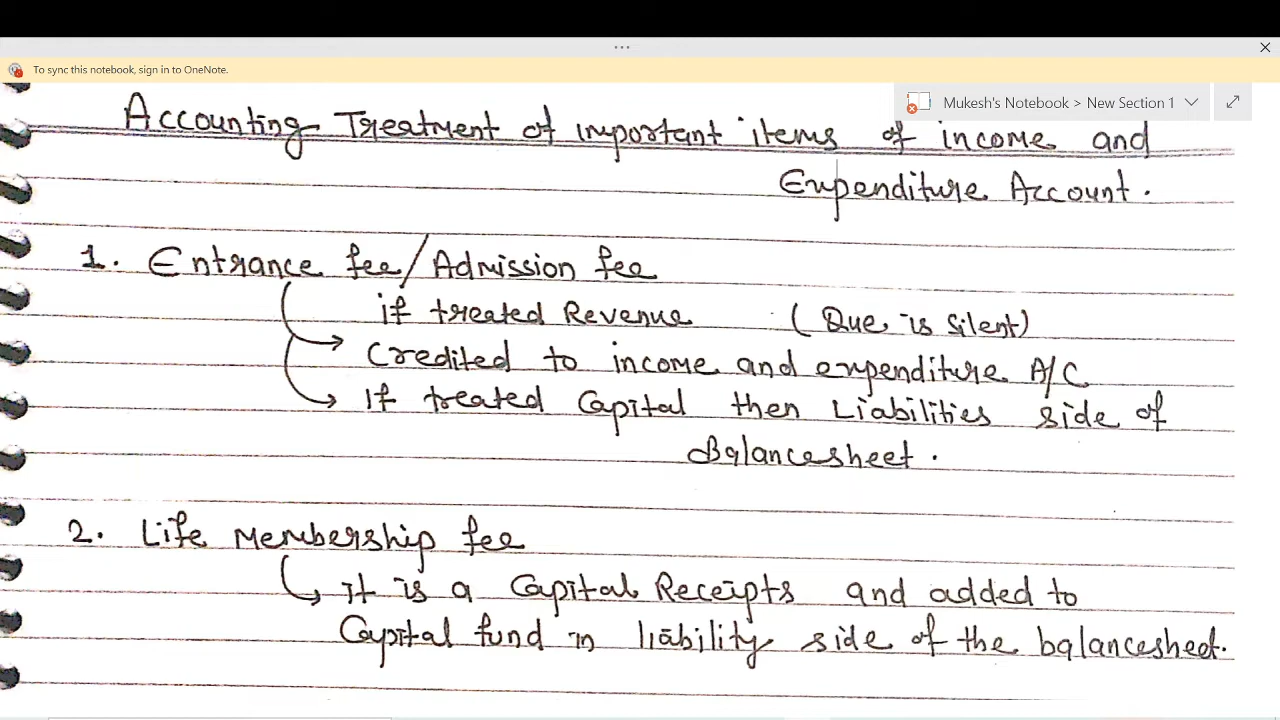 ...
To sync this notebook, sign in to OneNote.
Mukesh's Notebook > New Section 1
Accounting Treatment of important items of income and
Expenditure Account.
1. Entrance fee/Admission fee
if treated Revenue (Que is silent)
Credited to income and expenditure A/C
If treated Capital then Liabilities side of
Balancesheet.
2. Life Membership fee
it is a Capital Receipts and added to
Capital fund in liability side of the balancesheet.